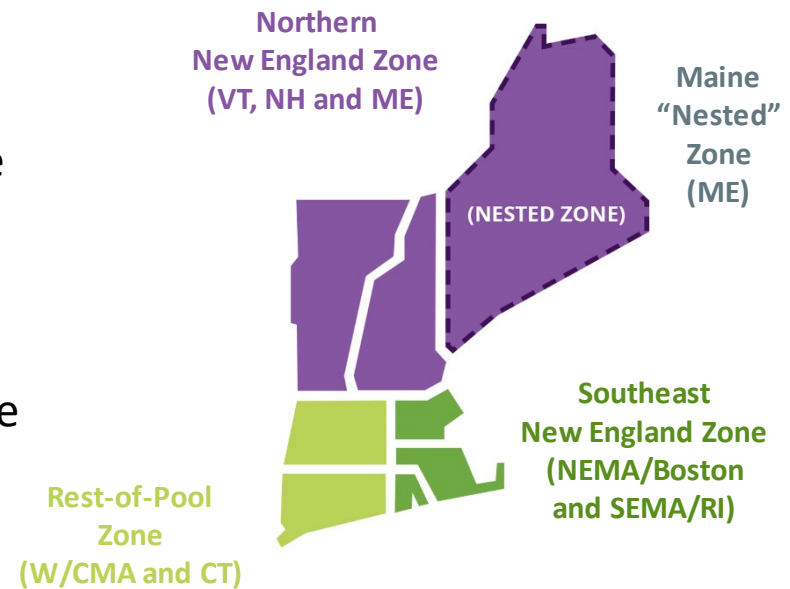 Northern
New England Zone
(VT, NH and ME)
Maine
“Nested”
Zone
(ME)
e
(NESTED ZONE)
e
Southeast
New England Zone
(NEMA/Boston
and SEMA/RI)
Rest-of-Pool
Zone
(W/CMA and CT)